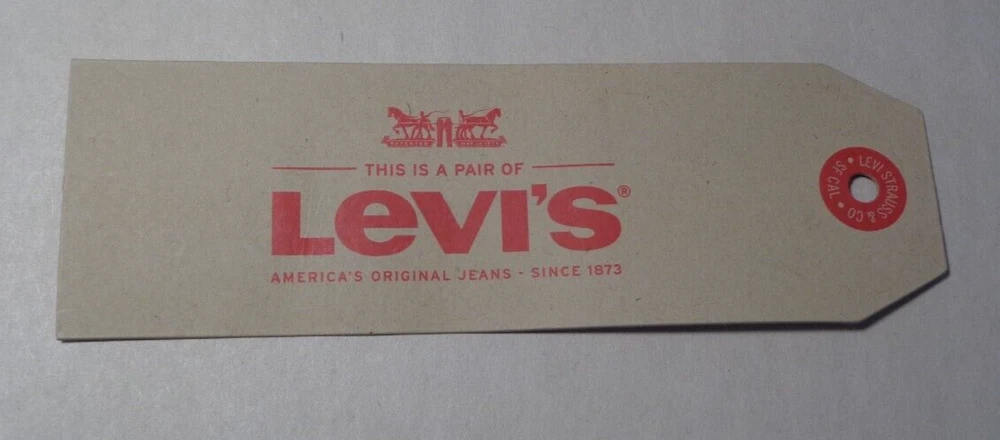 THIS IS A PAIR OF
LEVI'S®
AMERICA'S ORIGINAL JEANS - SINCE 1873
LEVI STRAUSS & CO • SF CAL •